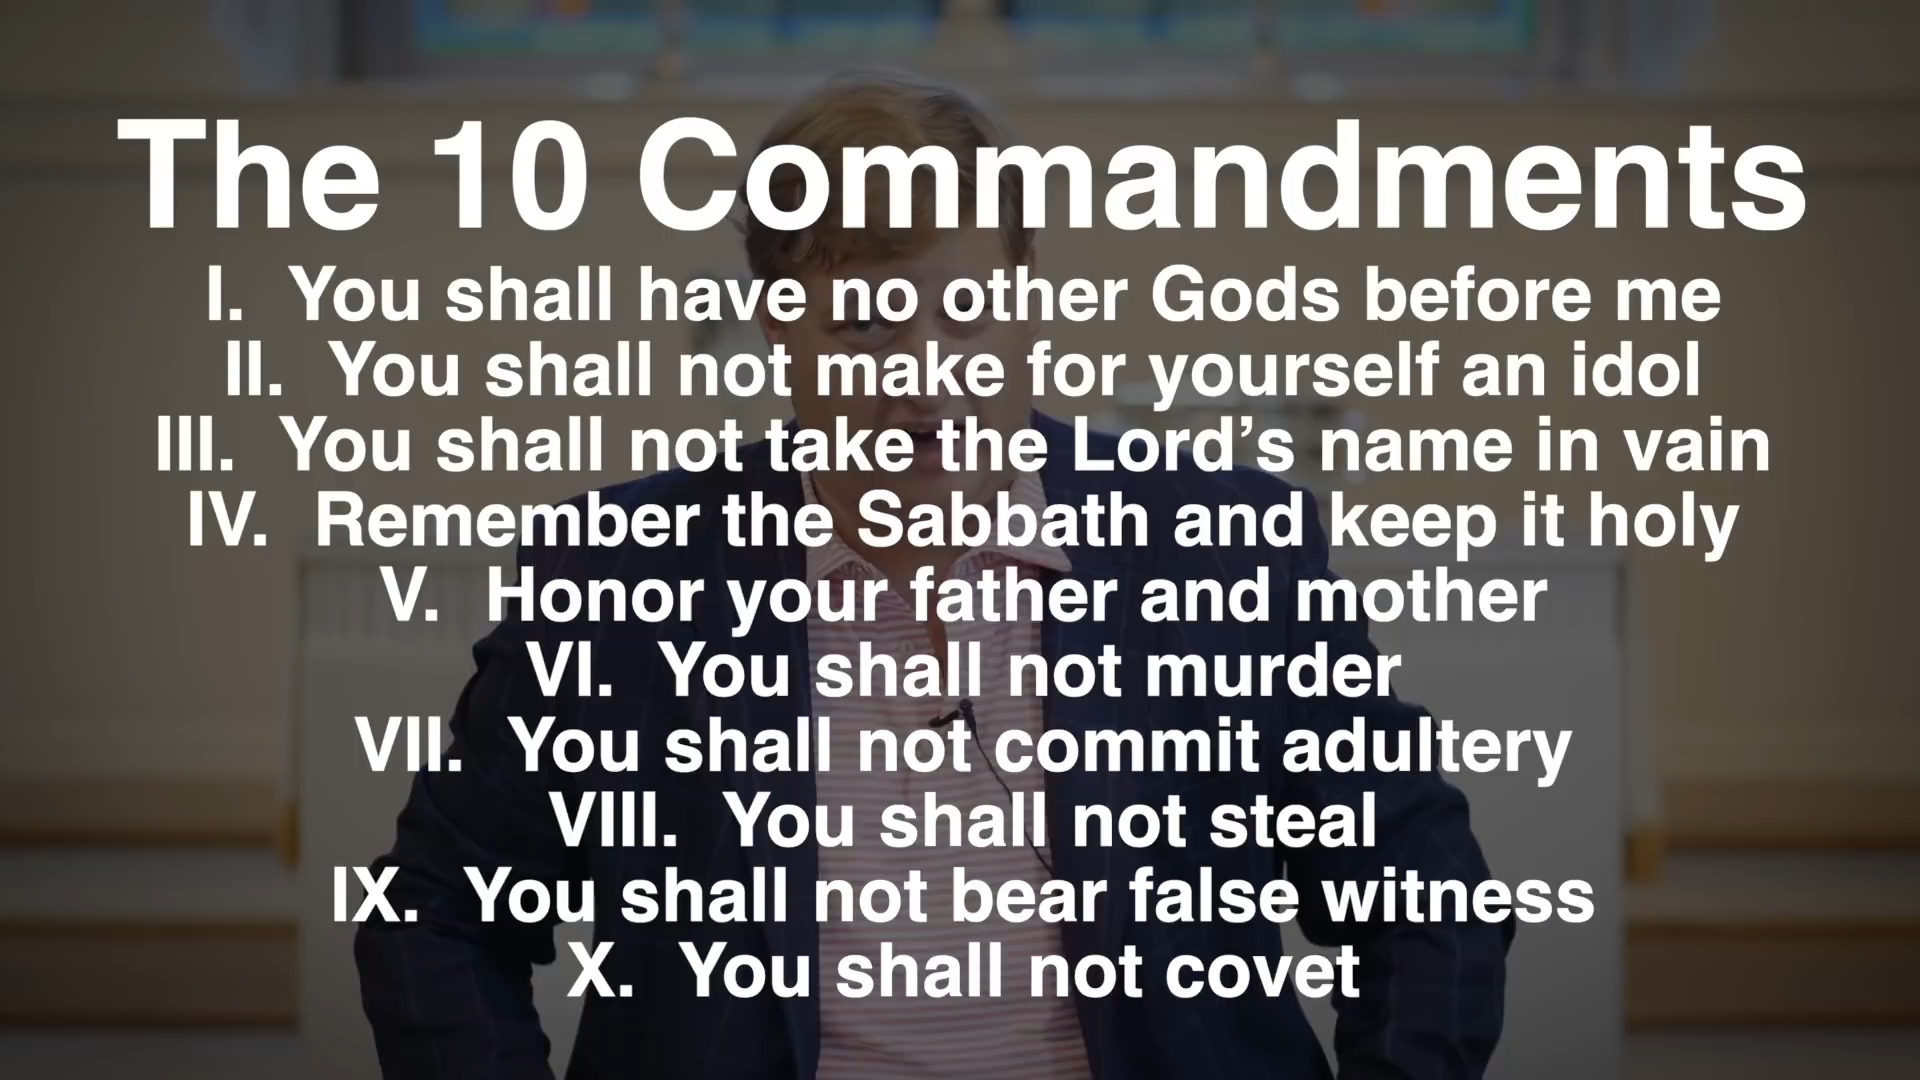 The 10 Commandments
I. You shall have no other Gods before me
II. You shall not make for yourself an idol
III. You shall not take the Lord’s name in vain
IV. Remember the Sabbath and keep it holy
V. Honor your father and mother
VI. You shall not murder
VII. You shall not commit adultery
VIII. You shall not steal
IX. You shall not bear false witness
X. You shall not covet